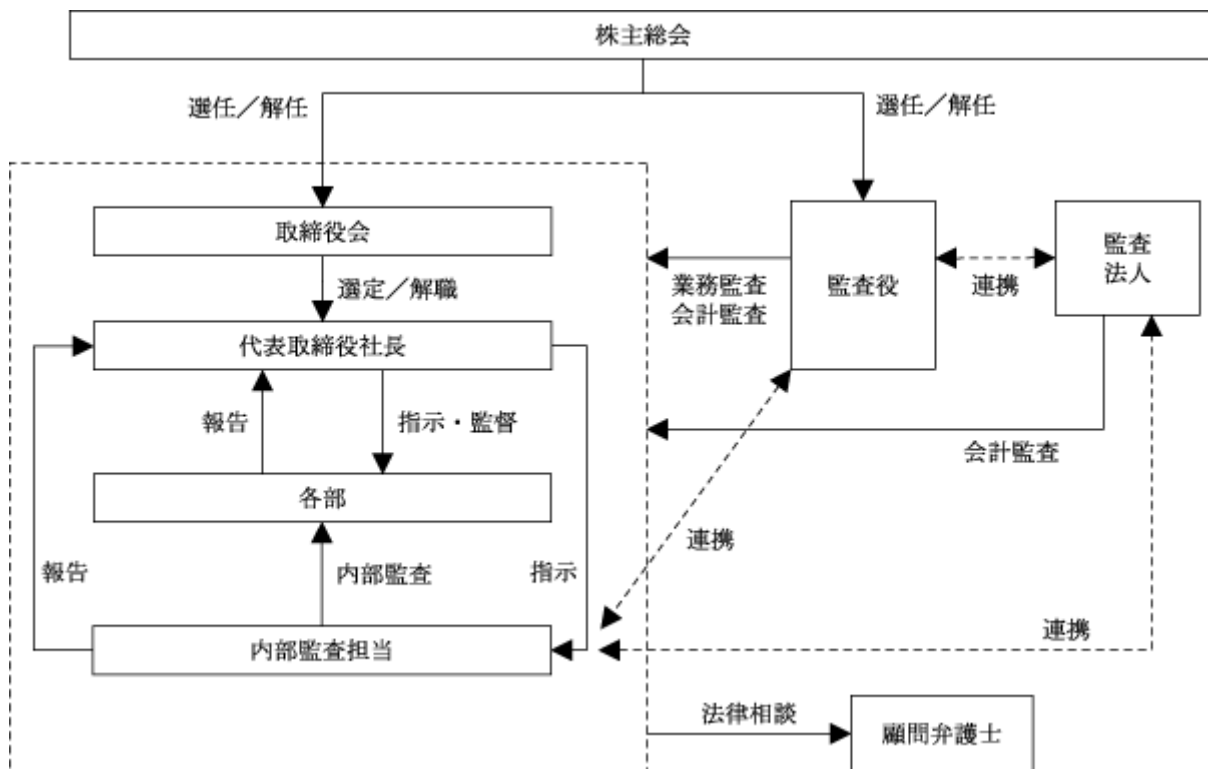 株主総会
選任／解任
選任／解任
取締役会
選定／解職
業務監査
会計監査
監査役
連携
監査
法人
代表取締役社長
報告
指示・監督
会計監査
各部
連携
報告
内部監査
指示
連携
内部監査担当
法律相談
顧問弁護士